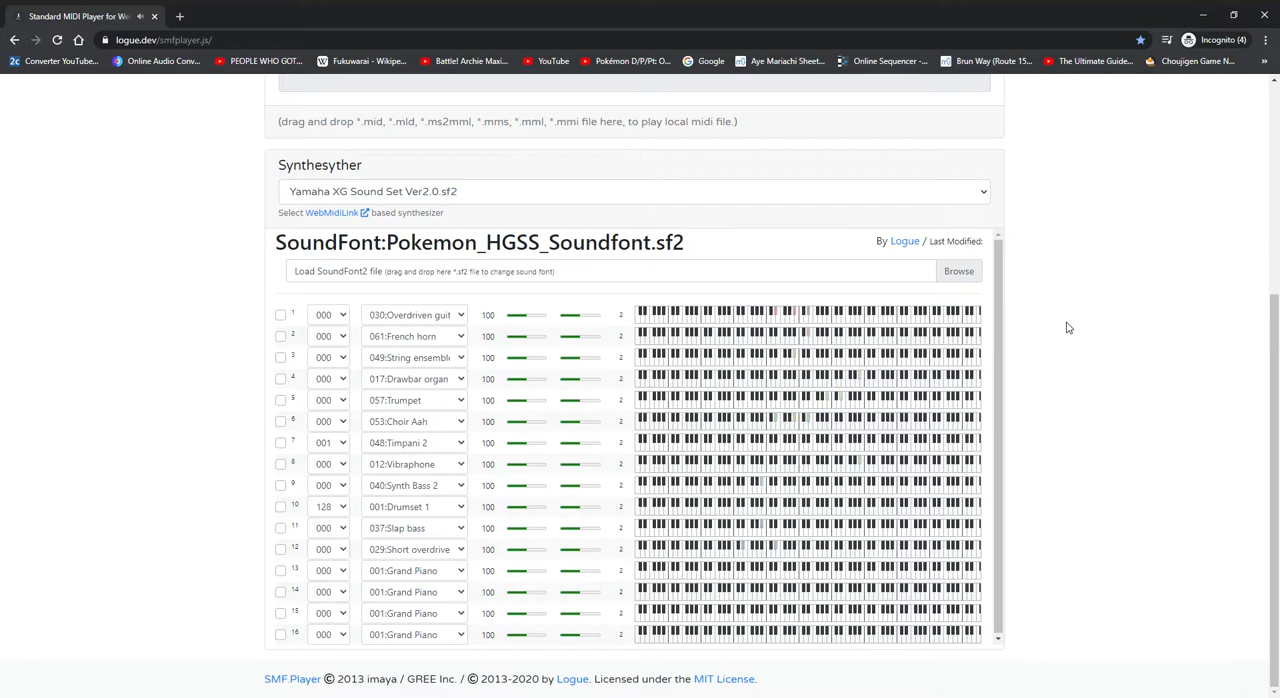 Standard MIDI Player for We
Incognito (4)
logue.dev/smfplayer.js/
Converter YouTube... Online Audio Conv... PEOPLE WHO GOT... Fukuwarai - Wikipe... Battle! Archie Maxi... YouTube Pokémon D/P/Pt: O... Google Aye Mariachi Sheet... Online Sequencer -... Brun Way (Route 15... The Ultimate Guide... Choujigen Game N... »
(drag and drop *.mid, *.mld, *.ms2mml, *.mms, *.mml, *.mmi file here, to play local midi file.)
Synthesyther
Yamaha XG Sound Set Ver2.0.sf2
Select WebMidiLink based synthesizer
SoundFont:Pokemon_HGSS_Soundfont.sf2
By Logue / Last Modified:
Load SoundFont2 file (drag and drop here *.sf2 file to change sound font) Browse
1 000 030:Overdriven guit 100 2
2 000 061:French horn 100 2
3 000 049:String ensemble 100 2
4 000 017:Drawbar organ 100 2
5 000 057:Trumpet 100 2
6 000 053:Choir Aah 100 2
7 001 048:Timpani 2 100 2
8 000 012:Vibraphone 100 2
9 000 040:Synth Bass 2 100 2
10 128 001:Drumset 1 100 2
11 000 037:Slap bass 100 2
12 000 029:Short overdrive 100 2
13 000 001:Grand Piano 100 2
14 000 001:Grand Piano 100 2
15 000 001:Grand Piano 100 2
16 000 001:Grand Piano 100 2
SMF.Player © 2013 imaya / GREE Inc. / © 2013-2020 by Logue. Licensed under the MIT License.